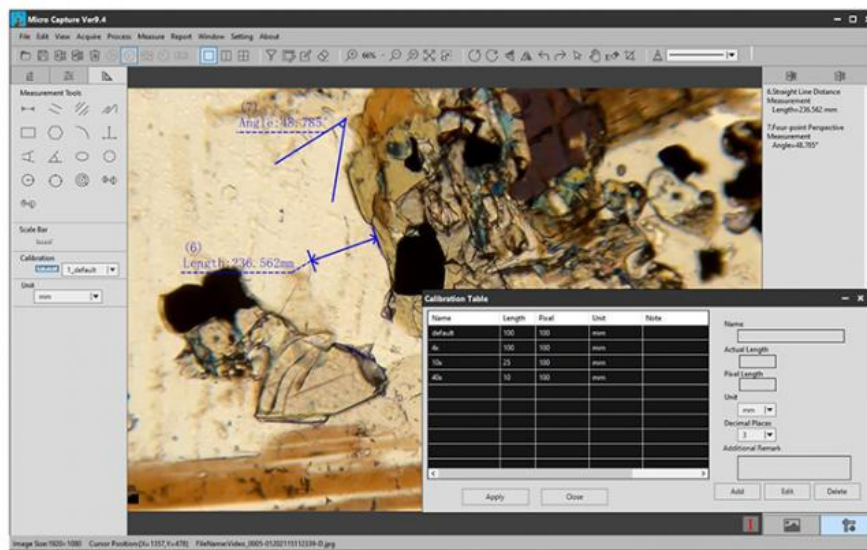 Micro Capture Ver9.4
File Edit View Acquire Process Measure Report Window Setting About
66%
Measurement Tools
Scale Bar
Calibration
1_default
Unit
mm
(7)
Angle:48.785°
(6)
Length:236.562mm
6.Straight Line Distance
Measurement
Length=236.562 mm
7.Four-point Perspective
Measurement
Angle=48.785°
Calibration Table
Name Length Pixel Unit Note
default 100 100 mm
4x 100 100 mm
10x 25 100 mm
40x 10 100 mm
Apply Close
Name
Actual Length
Pixel Length
Unit
mm
Decimal Places
3
Additional Remark
Add Edit Delete
Image Size:1920×1080 Cursor Position:(X=1357,Y=478)